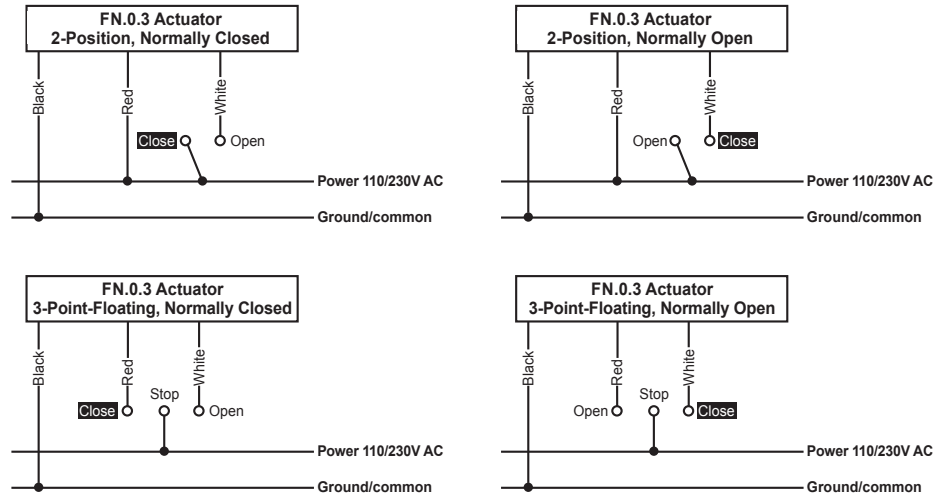 FN.0.3 Actuator
2-Position, Normally Closed
Black
Red
White
Close
Open
Power 110/230V AC
Ground/common
FN.0.3 Actuator
2-Position, Normally Open
Black
Red
White
Open
Close
Power 110/230V AC
Ground/common
FN.0.3 Actuator
3-Point-Floating, Normally Closed
Black
Red
White
Stop
Close
Open
Power 110/230V AC
Ground/common
FN.0.3 Actuator
3-Point-Floating, Normally Open
Black
Red
White
Stop
Open
Close
Power 110/230V AC
Ground/common